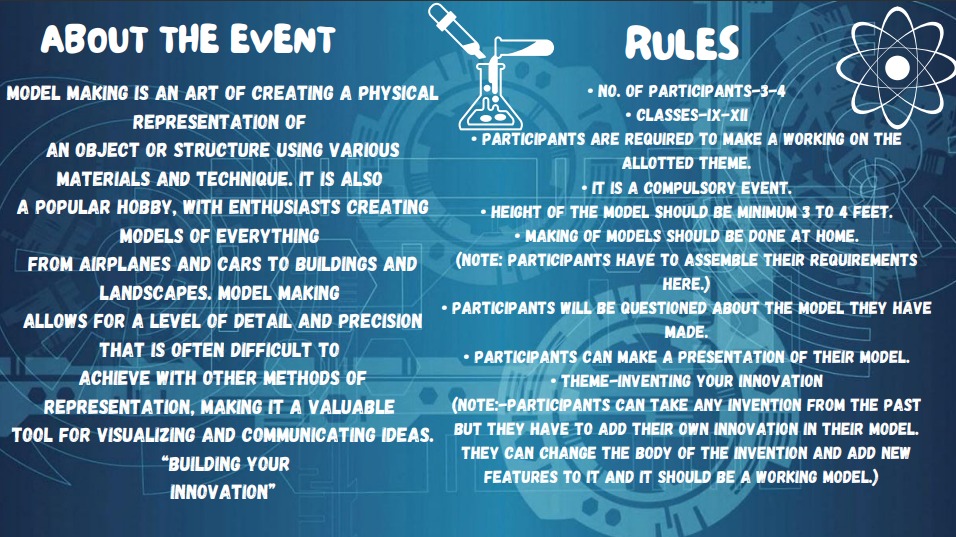 ABOUT THE EVENT
MODEL MAKING IS AN ART OF CREATING A PHYSICAL
REPRESENTATION OF
AN OBJECT OR STRUCTURE USING VARIOUS
MATERIALS AND TECHNIQUE. IT IS ALSO
A POPULAR HOBBY, WITH ENTHUSIASTS CREATING
MODELS OF EVERYTHING
FROM AIRPLANES AND CARS TO BUILDINGS AND
LANDSCAPES. MODEL MAKING
ALLOWS FOR A LEVEL OF DETAIL AND PRECISION
THAT IS OFTEN DIFFICULT TO
ACHIEVE WITH OTHER METHODS OF
REPRESENTATION, MAKING IT A VALUABLE
TOOL FOR VISUALIZING AND COMMUNICATING IDEAS.
“BUILDING YOUR
INNOVATION”
RULES
• NO. OF PARTICIPANTS-3-4
• CLASSES-IX-XII
• PARTICIPANTS ARE REQUIRED TO MAKE A WORKING ON THE
ALLOTTED THEME.
• IT IS A COMPULSORY EVENT.
• HEIGHT OF THE MODEL SHOULD BE MINIMUM 3 TO 4 FEET.
• MAKING OF MODELS SHOULD BE DONE AT HOME.
(NOTE: PARTICIPANTS HAVE TO ASSEMBLE THEIR REQUIREMENTS
HERE.)
• PARTICIPANTS WILL BE QUESTIONED ABOUT THE MODEL THEY HAVE
MADE.
• PARTICIPANTS CAN MAKE A PRESENTATION OF THEIR MODEL.
• THEME-INVENTING YOUR INNOVATION
(NOTE:-PARTICIPANTS CAN TAKE ANY INVENTION FROM THE PAST
BUT THEY HAVE TO ADD THEIR OWN INNOVATION IN THEIR MODEL.
THEY CAN CHANGE THE BODY OF THE INVENTION AND ADD NEW
FEATURES TO IT AND IT SHOULD BE A WORKING MODEL.)